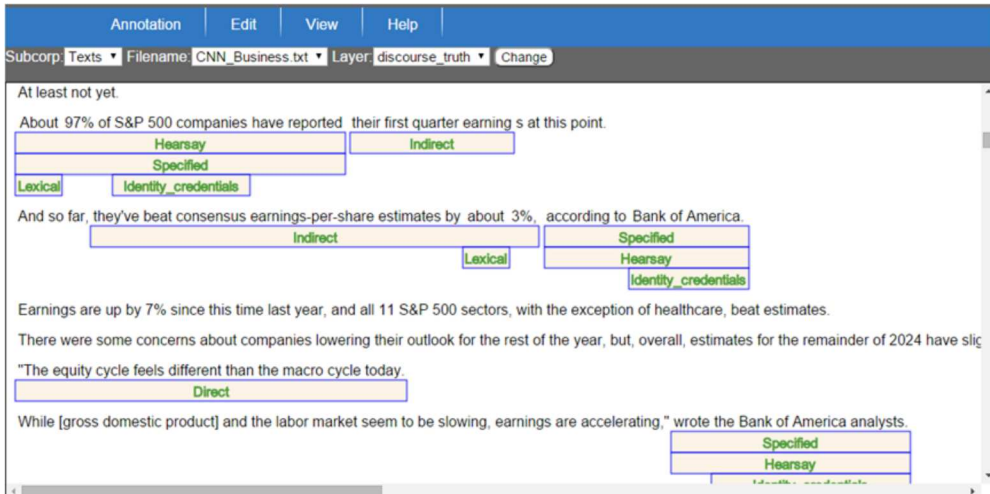 Annotation Edit View Help
Subcorp: Texts Filename: CNN_Business.txt Layer: discourse_truth Change
At least not yet.
About 97% of S&P 500 companies have reported their first quarter earning s at this point.
Hearsay Indirect
Specified
Lexical Identity_credentials
And so far, they've beat consensus earnings-per-share estimates by about 3%, according to Bank of America.
Indirect Specified
Lexical Hearsay
Identity_credentials
Earnings are up by 7% since this time last year, and all 11 S&P 500 sectors, with the exception of healthcare, beat estimates.
There were some concerns about companies lowering their outlook for the rest of the year, but, overall, estimates for the remainder of 2024 have slig
"The equity cycle feels different than the macro cycle today.
Direct
While [gross domestic product] and the labor market seem to be slowing, earnings are accelerating," wrote the Bank of America analysts.
Specified
Hearsay